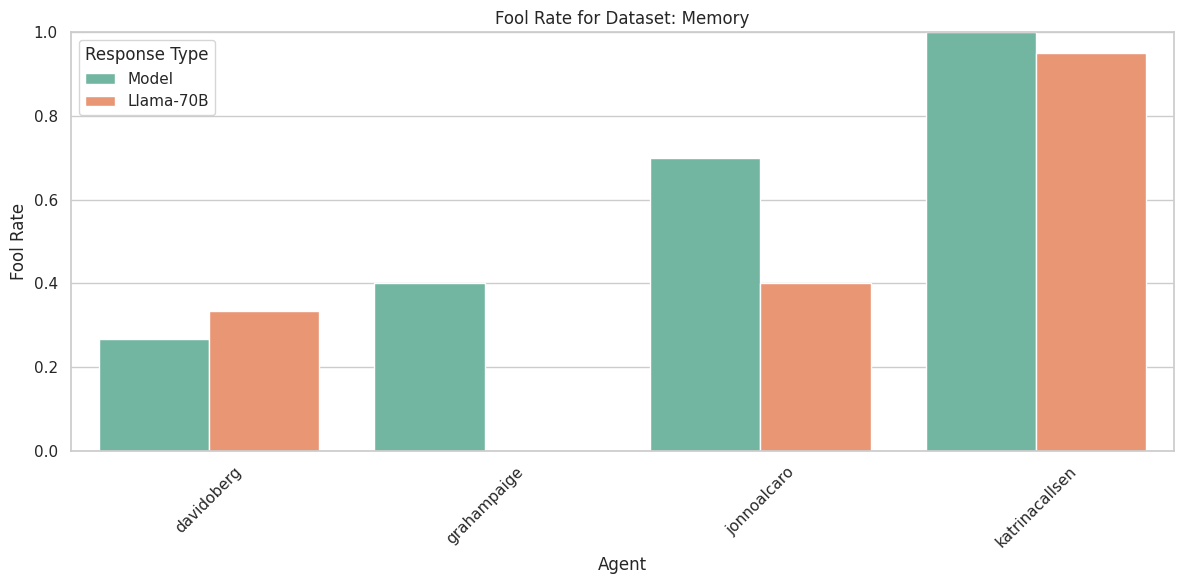 Fool Rate for Dataset: Memory
Response Type
Model
Llama-70B
Fool Rate
1.0
0.8
0.6
0.4
0.2
0.0
davidoberg
grahampaige
jonnoalcaro
katrinacallsen
Agent